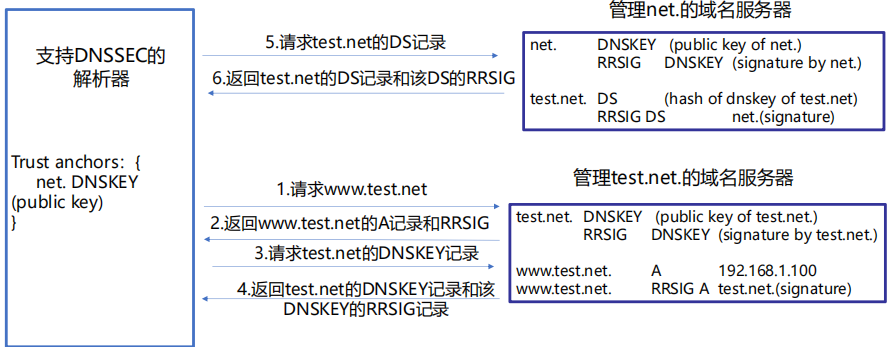 支持DNSSEC的
解析器
Trust anchors: {
net. DNSKEY
(public key)
}
5.请求test.net的DS记录
6.返回test.net的DS记录和该DS的RRSIG
管理net.的域名服务器
net. DNSKEY (public key of net.)
RRSIG DNSKEY (signature by net.)
test.net. DS (hash of dnskey of test.net)
RRSIG DS net.(signature)
1.请求www.test.net
2.返回www.test.net的A记录和RRSIG
3.请求test.net的DNSKEY记录
4.返回test.net的DNSKEY记录和该
DNSKEY的RRSIG记录
管理test.net.的域名服务器
test.net. DNSKEY (public key of test.net.)
RRSIG DNSKEY (signature by test.net.)
www.test.net. A 192.168.1.100
www.test.net. RRSIG A test.net.(signature)